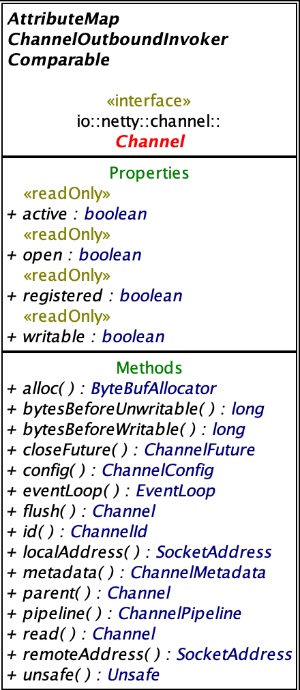 AttributeMap
ChannelOutboundInvoker
Comparable
«interface»
io::netty::channel::
Channel
Properties
«readOnly»
+ active : boolean
«readOnly»
+ open : boolean
«readOnly»
+ registered : boolean
«readOnly»
+ writable : boolean
Methods
+ alloc( ) : ByteBufAllocator
+ bytesBeforeUnwritable( ) : long
+ bytesBeforeWritable( ) : long
+ closeFuture( ) : ChannelFuture
+ config( ) : ChannelConfig
+ eventLoop( ) : EventLoop
+ flush( ) : Channel
+ id( ) : ChannelId
+ localAddress( ) : SocketAddress
+ metadata( ) : ChannelMetadata
+ parent( ) : Channel
+ pipeline( ) : ChannelPipeline
+ read( ) : Channel
+ remoteAddress( ) : SocketAddress
+ unsafe( ) : Unsafe